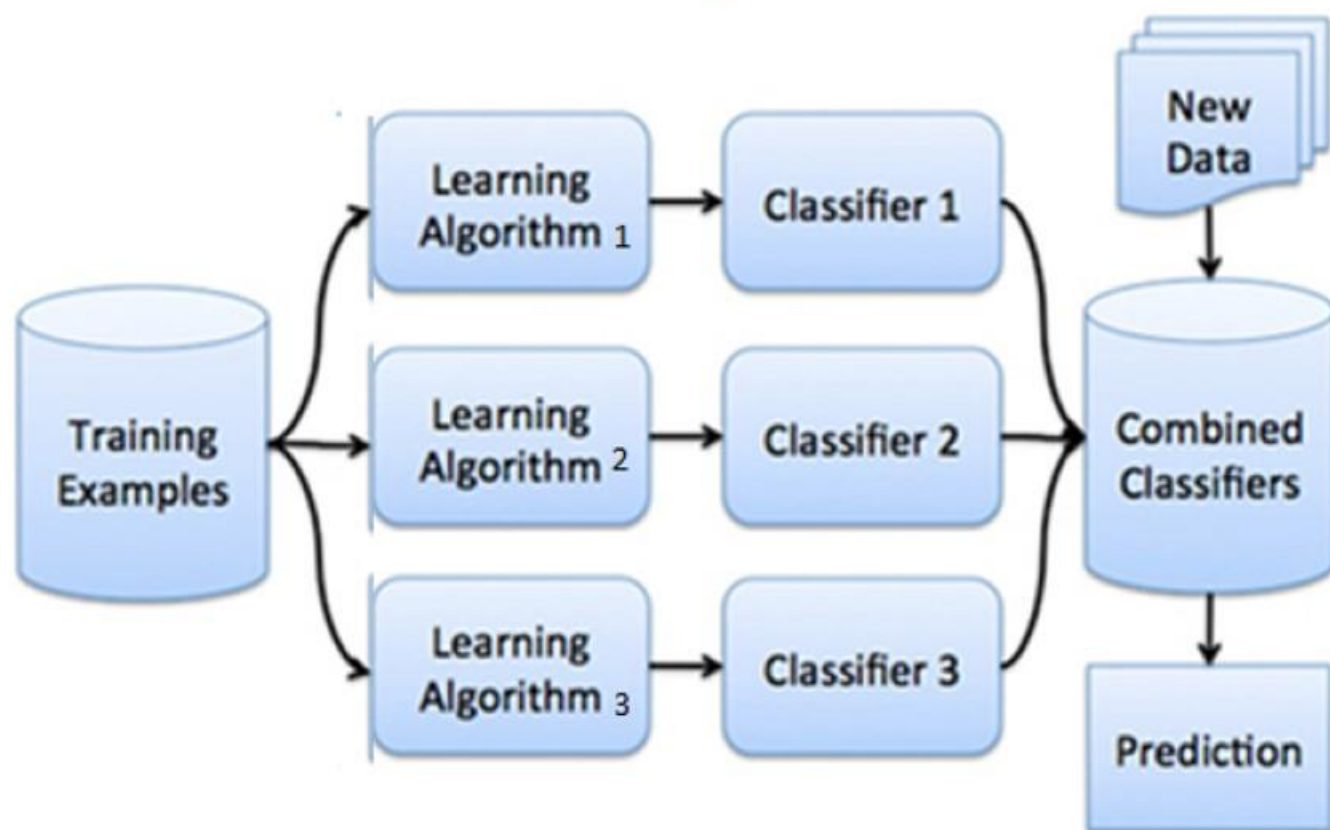 New
Data
Learning
Algorithm 1
Classifier 1
Training
Examples
Learning
Algorithm 2
Classifier 2
Combined
Classifiers
Learning
Algorithm 3
Classifier 3
Prediction